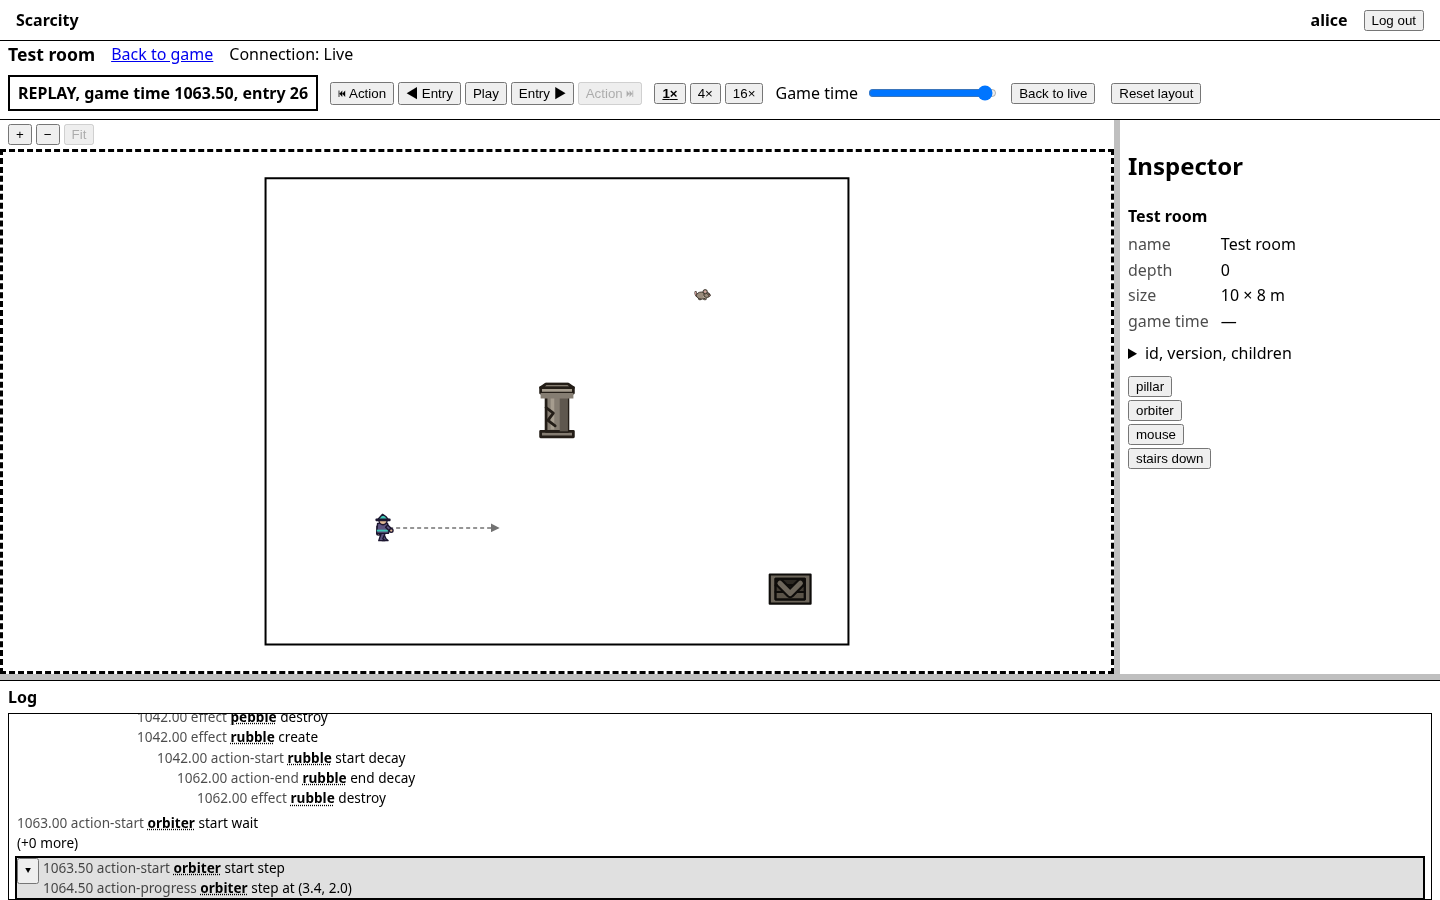 Scarcity
alice
Log out
Test room
Back to game
Connection: Live
REPLAY, game time 1063.50, entry 26
⏮ Action
◀ Entry
Play
Entry ▶
Action ⏭
1×
4×
16×
Game time
Back to live
Reset layout
+
−
Fit
Inspector
Test room
name Test room
depth 0
size 10 × 8 m
game time —
▶ id, version, children
pillar
orbiter
mouse
stairs down
Log
1042.00 effect pebble destroy
1042.00 effect rubble create
1042.00 action-start rubble start decay
1062.00 action-end rubble end decay
1062.00 effect rubble destroy
1063.00 action-start orbiter start wait
(+0 more)
▾ 1063.50 action-start orbiter start step
1064.50 action-progress orbiter step at (3.4, 2.0)